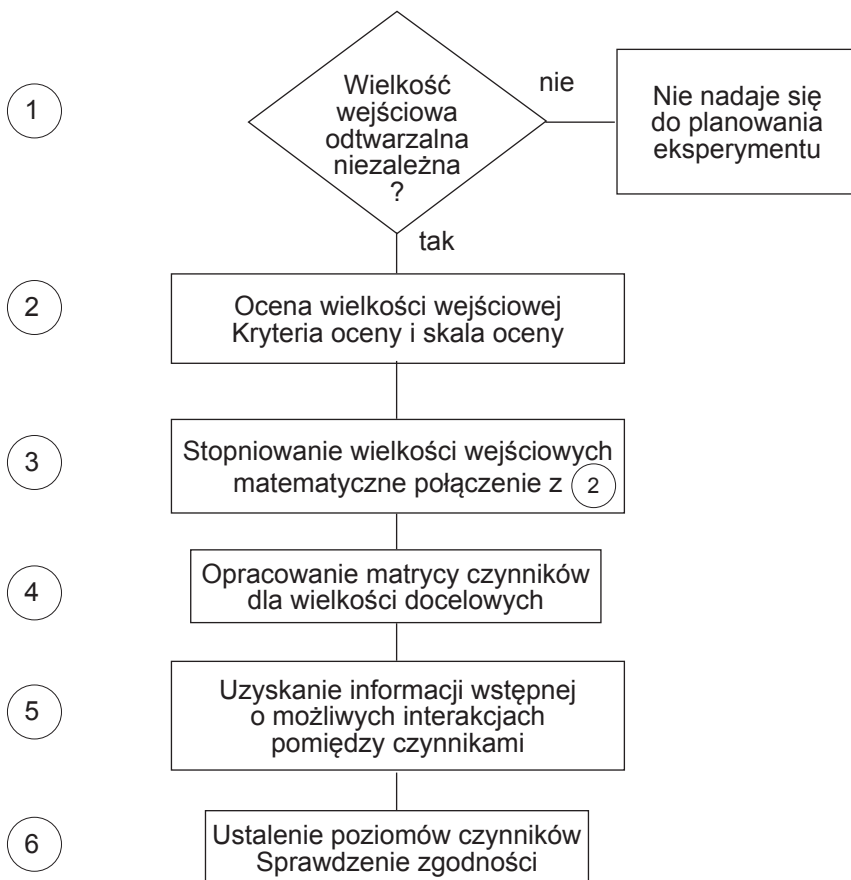 1
Wielkość
wejściowa
odtwarzalna
niezależna
?
nie
Nie nadaje się
do planowania
eksperymentu
tak
2
Ocena wielkości wejściowej
Kryteria oceny i skala oceny
3
Stopniowanie wielkości wejściowych
matematyczne połączenie z 2
4
Opracowanie matrycy czynników
dla wielkości docelowych
5
Uzyskanie informacji wstępnej
o możliwych interakcjach
pomiędzy czynnikami
6
Ustalenie poziomów czynników
Sprawdzenie zgodności